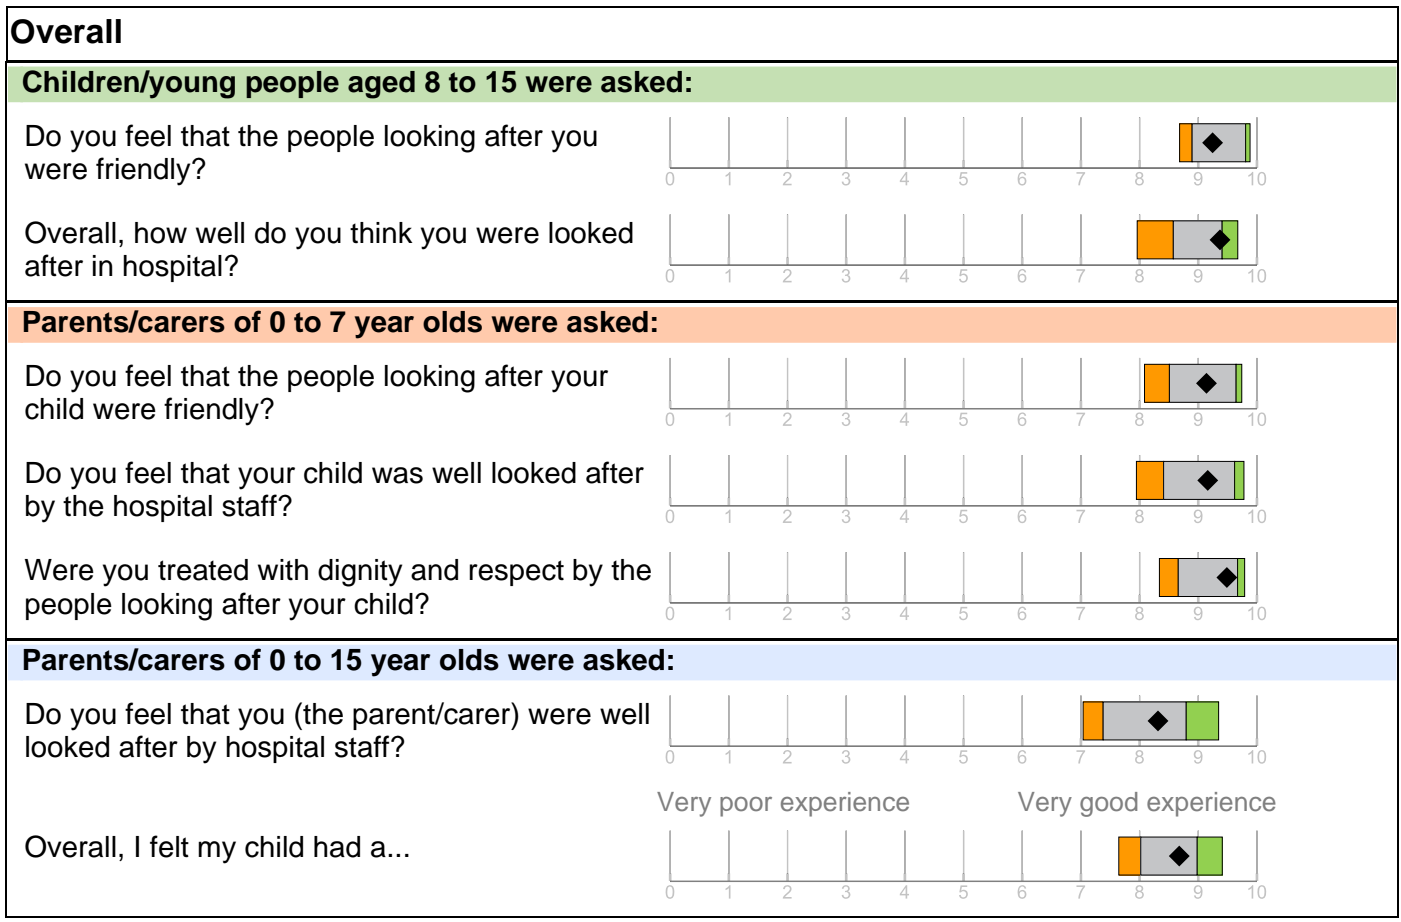 Overall
Children/young people aged 8 to 15 were asked:
Do you feel that the people looking after you
were friendly?
0 1 2 3 4 5 6 7 8 9 10
Overall, how well do you think you were looked
after in hospital?
0 1 2 3 4 5 6 7 8 9 10
Parents/carers of 0 to 7 year olds were asked:
Do you feel that the people looking after your
child were friendly?
0 1 2 3 4 5 6 7 8 9 10
Do you feel that your child was well looked after
by the hospital staff?
0 1 2 3 4 5 6 7 8 9 10
Were you treated with dignity and respect by the
people looking after your child?
0 1 2 3 4 5 6 7 8 9 10
Parents/carers of 0 to 15 year olds were asked:
Do you feel that you (the parent/carer) were well
looked after by hospital staff?
0 1 2 3 4 5 6 7 8 9 10
Very poor experience Very good experience
Overall, I felt my child had a...
0 1 2 3 4 5 6 7 8 9 10